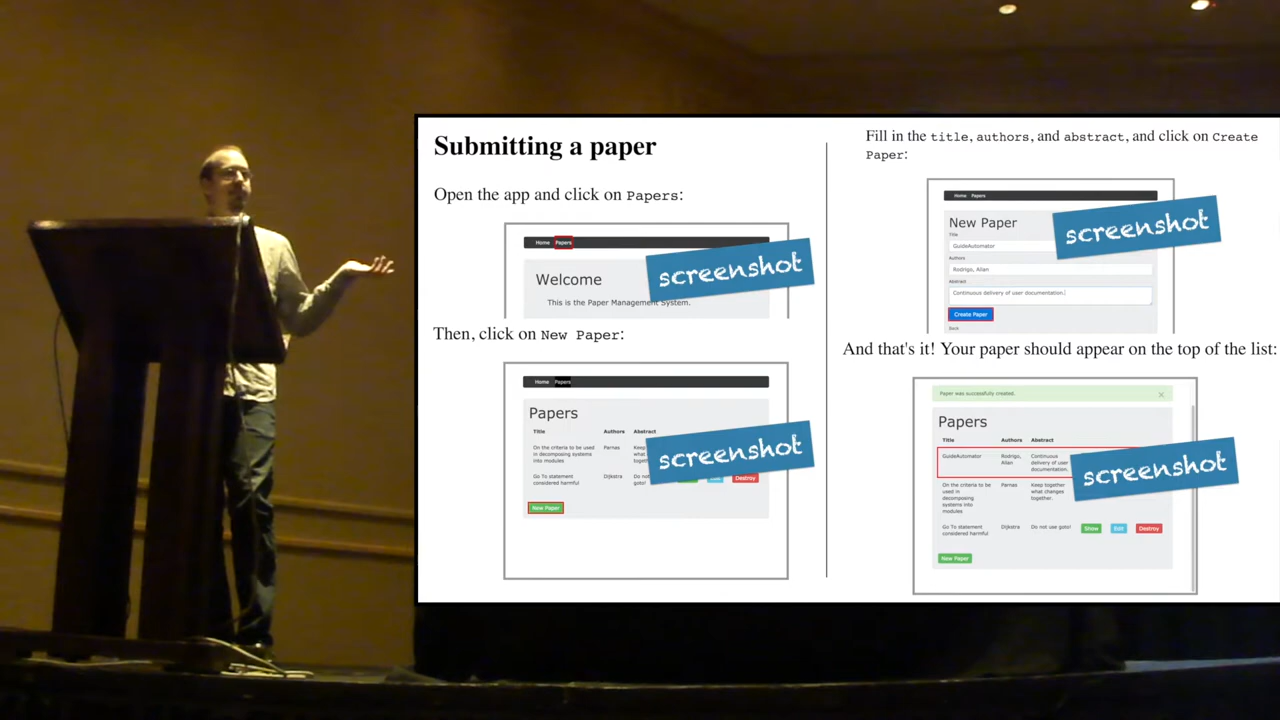 Submitting a paper
Open the app and click on Papers:
Home Papers
Welcome
This is the Paper Management System.
screenshot
Then, click on New Paper:
Home Papers
Papers
Title Authors Abstract
On the criteria to be used Parnas Keep
in decomposing systems what
into modules togeth
Go To statement Dijkstra Do not
considered harmful goto!
Destroy
screenshot
New Paper
Fill in the title, authors, and abstract, and click on Create
Paper:
Home Papers
New Paper
Title
GuideAutomator
Authors
Rodrigo, Allan
Abstract
Continuous delivery of user documentation.
Create Paper
Back
screenshot
And that's it! Your paper should appear on the top of the list:
Paper was successfully created.
Papers
Title Authors Abstract
GuideAutomator Rodrigo, Continuous
Allan delivery of user
documentation.
screenshot
On the criteria to be Parnas Keep together
used in what changes
decomposing together.
systems into
modules
Go To statement Dijkstra Do not use goto! Show Edit Destroy
considered harmful
New Paper